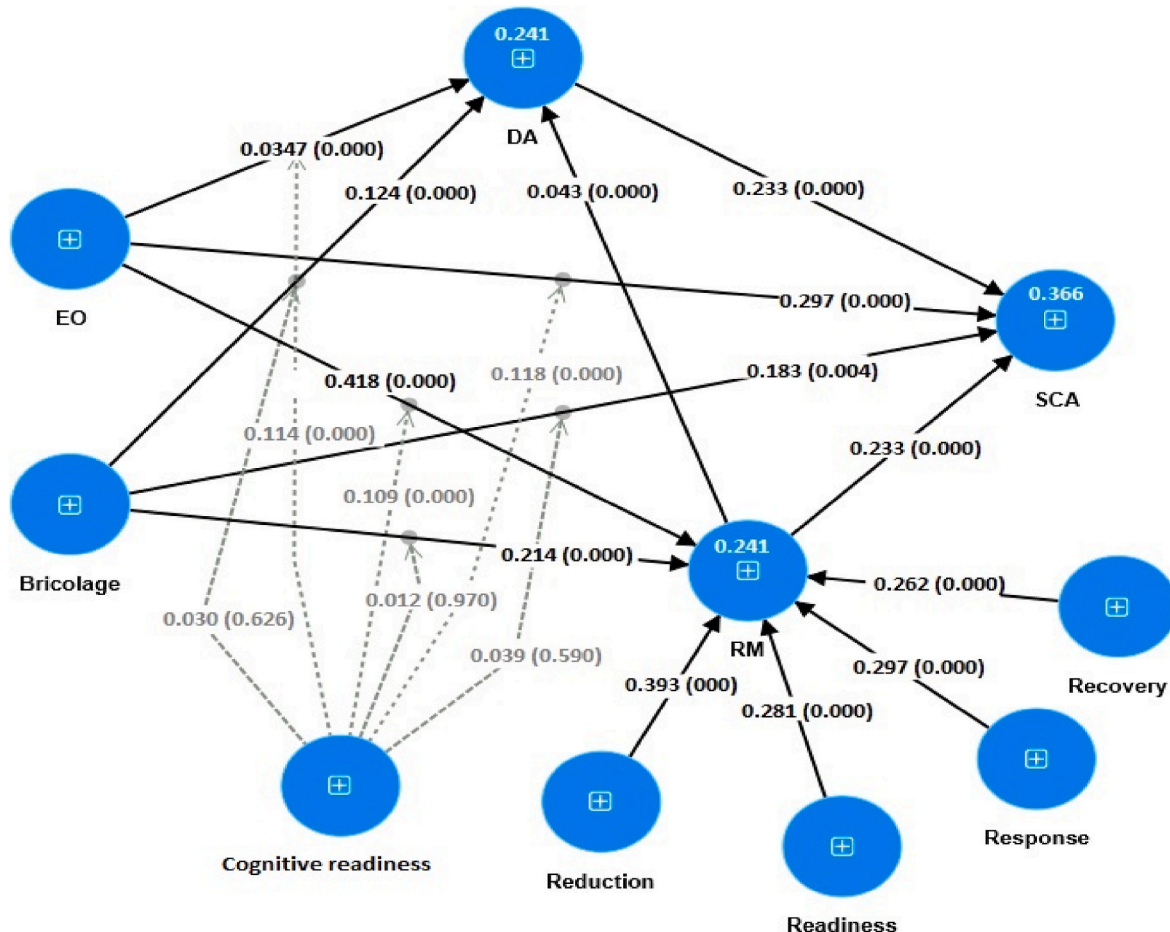 0.241
DA
0.0347 (0.000)
0.124 (0.000)
0.043 (0.000)
0.233 (0.000)
EO
0.297 (0.000)
0.366
SCA
0.418 (0.000)
0.118 (0.000)
0.183 (0.004)
0.114 (0.000)
0.233 (0.000)
0.109 (0.000)
Bricolage
0.214 (0.000)
0.241
RM
0.262 (0.000)
Recovery
0.030 (0.626)
0.012 (0.970)
0.039 (0.590)
0.393 (000)
0.281 (0.000)
0.297 (0.000)
Cognitive readiness
Reduction
Readiness
Response